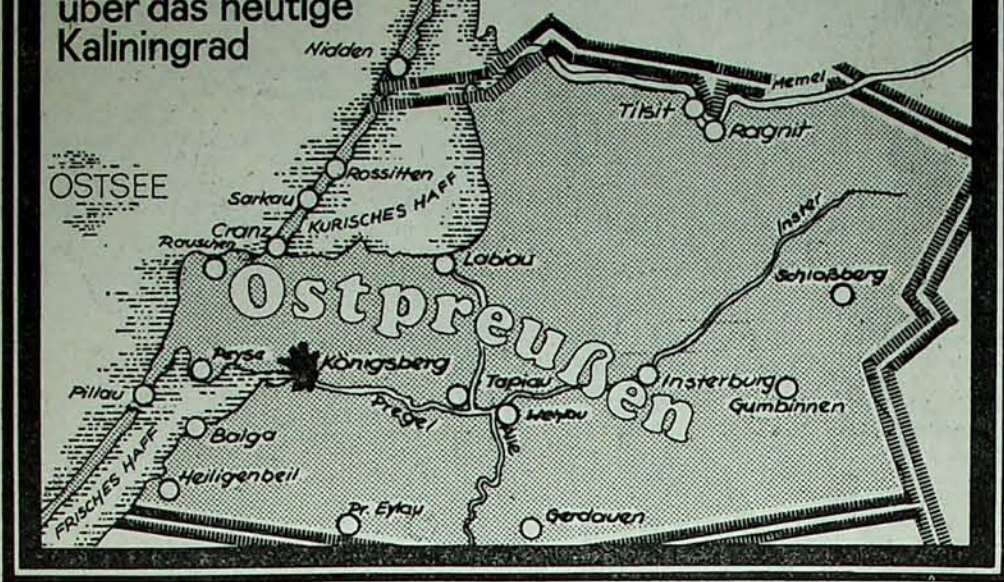 über das heutige
Kaliningrad
Nidden
Memel
Tilsit
Ragnit
OSTSEE
Rossitten
Sarkau
KURISCHES HAFF
Inster
Cranz
Rauschen
Labiau
Schloßberg
Ostpreußen
Peyse
Königsberg
Pillau
Tapiau
Insterburg
Gumbinnen
Pregel
Wehlau
Balga
FRISCHES HAFF
Heiligenbeil
Pr. Eylau
Gerdauen